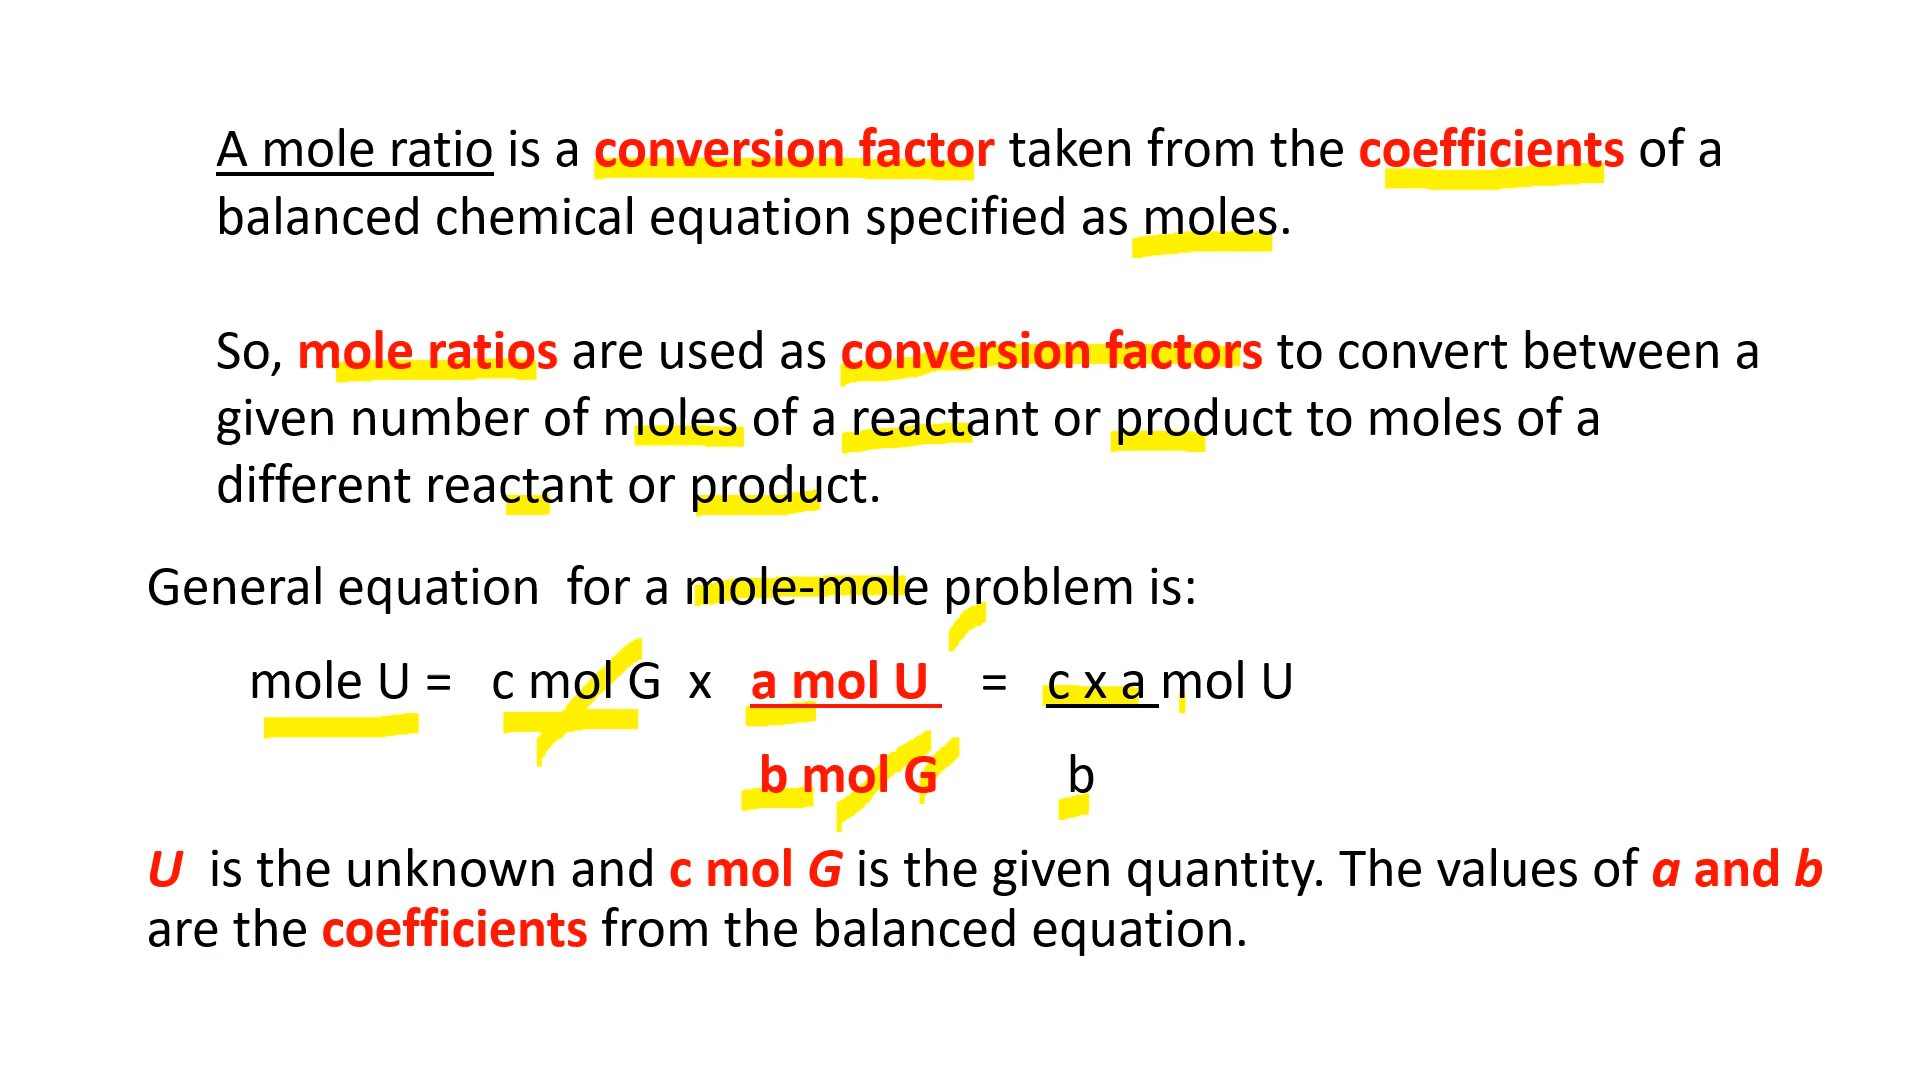 A mole ratio is a conversion factor taken from the coefficients of a
balanced chemical equation specified as moles.
So, mole ratios are used as conversion factors to convert between a
given number of moles of a reactant or product to moles of a
different reactant or product.
General equation for a mole-mole problem is:
mole U = c mol G x a mol U = c x a mol U
b mol G b
U is the unknown and c mol G is the given quantity. The values of a and b
are the coefficients from the balanced equation.